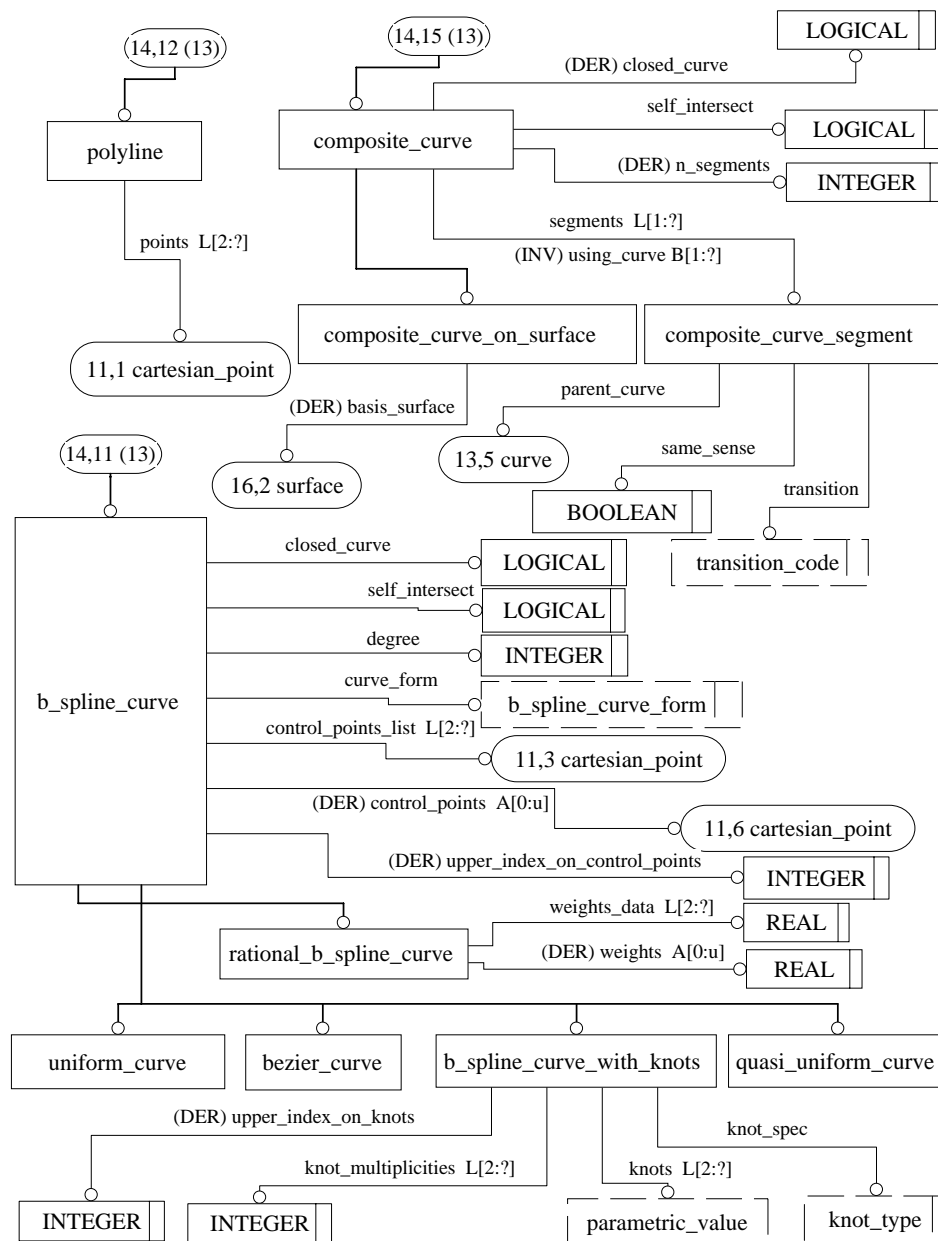 14,12 (13)
14,15 (13)
LOGICAL
(DER) closed_curve
self_intersect
polyline
composite_curve
LOGICAL
(DER) n_segments
INTEGER
segments L[1:?]
points L[2:?]
(INV) using_curve B[1:?]
composite_curve_on_surface
composite_curve_segment
11,1 cartesian_point
parent_curve
(DER) basis_surface
14,11 (13)
same_sense
13,5 curve
16,2 surface
transition
BOOLEAN
closed_curve
LOGICAL
transition_code
self_intersect
LOGICAL
degree
INTEGER
curve_form
b_spline_curve
b_spline_curve_form
control_points_list L[2:?]
11,3 cartesian_point
(DER) control_points A[0:u]
11,6 cartesian_point
(DER) upper_index_on_control_points
INTEGER
weights_data L[2:?]
REAL
rational_b_spline_curve
(DER) weights A[0:u]
REAL
uniform_curve
bezier_curve
b_spline_curve_with_knots
quasi_uniform_curve
(DER) upper_index_on_knots
knot_spec
knot_multiplicities L[2:?]
knots L[2:?]
INTEGER
INTEGER
parametric_value
knot_type